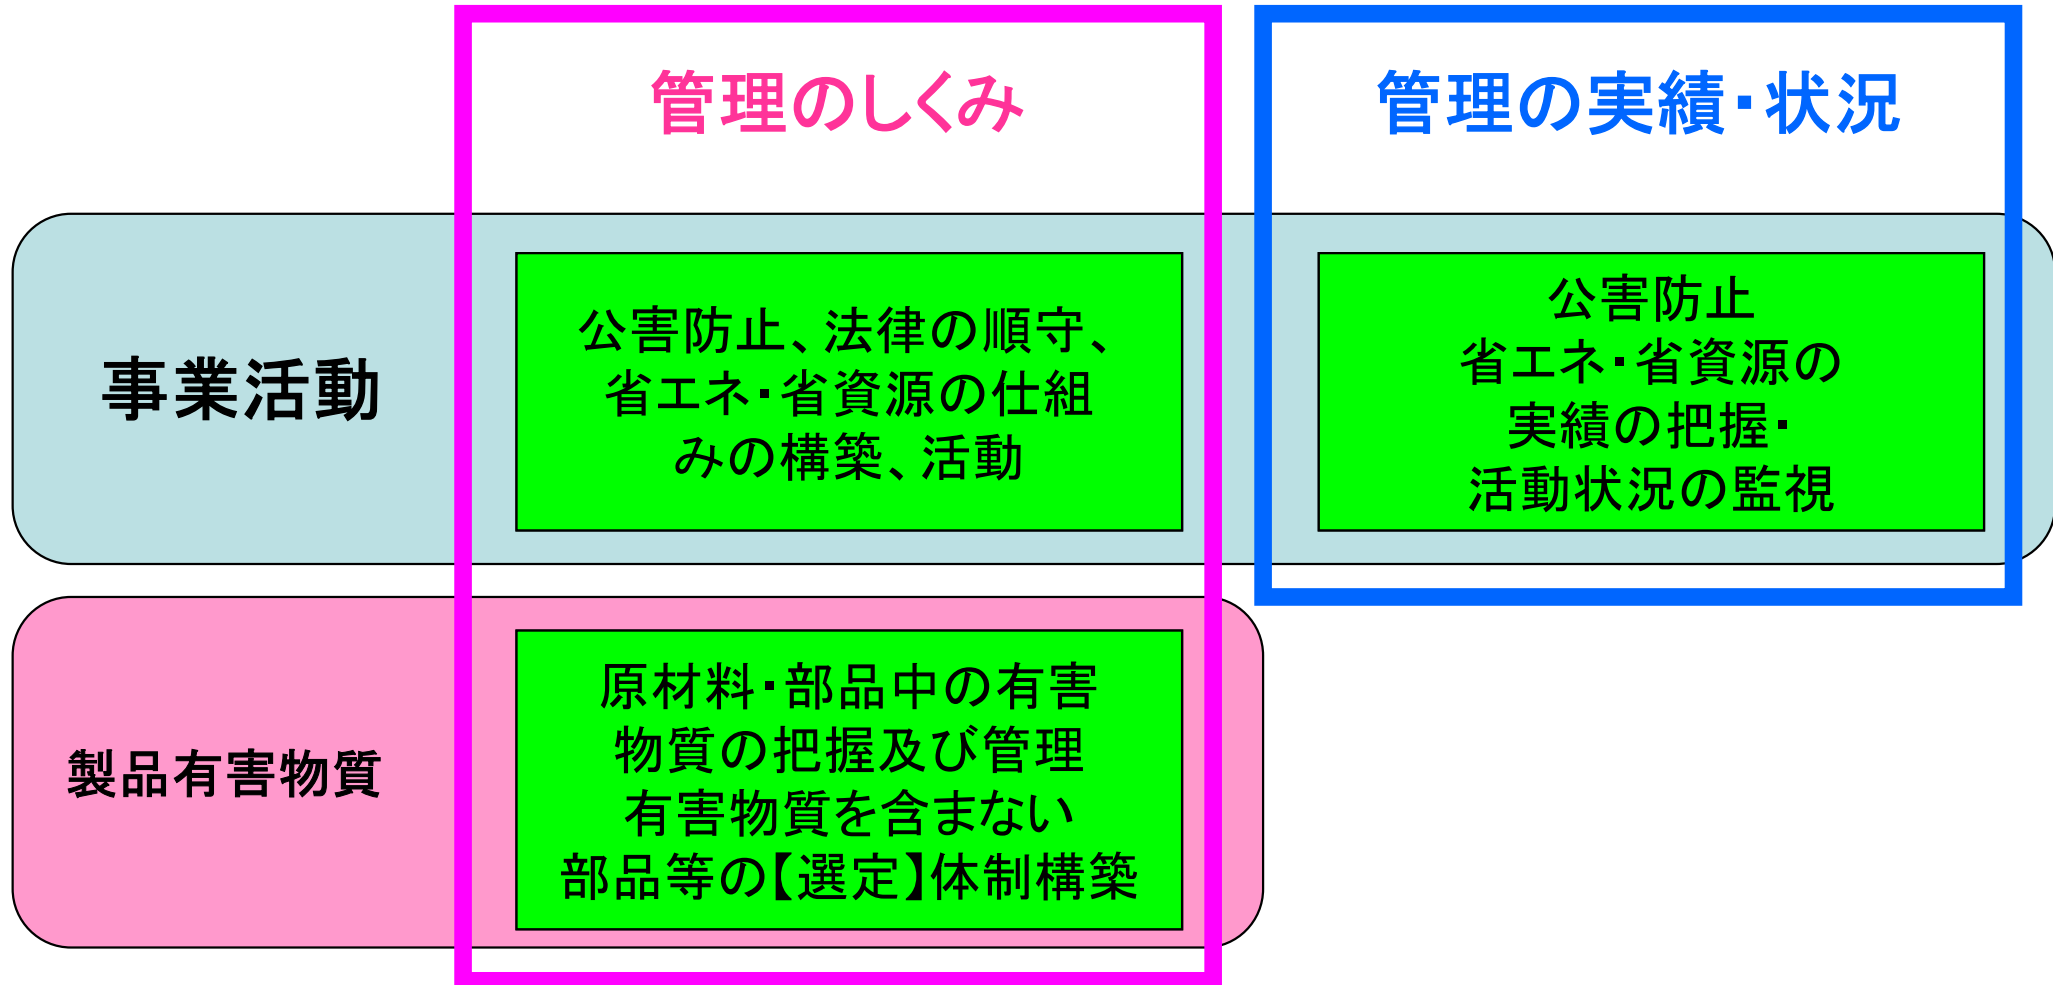 管理のしくみ
管理の実績・状況
事業活動
公害防止、法律の順守、
省エネ・省資源の仕組
みの構築、活動
公害防止
省エネ・省資源の
実績の把握・
活動状況の監視
製品有害物質
原材料・部品中の有害
物質の把握及び管理
有害物質を含まない
部品等の【選定】体制構築